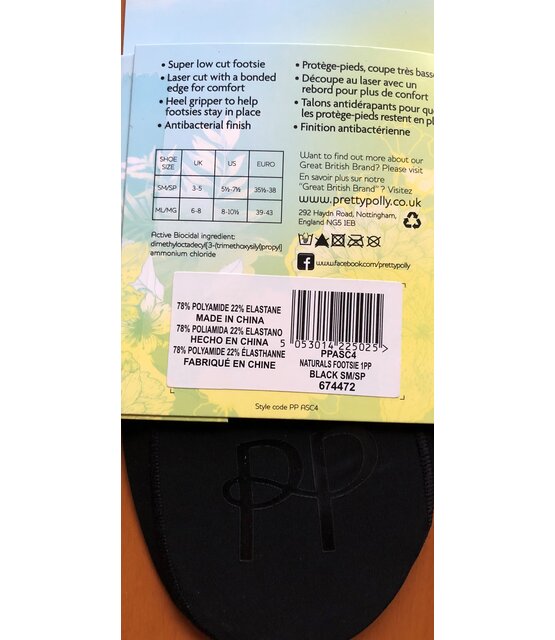 • Super low cut footsie
• Laser cut with a bonded
edge for comfort
• Heel gripper to help
footsies stay in place
• Antibacterial finish
• Protège-pieds, coupe très basse
• Découpe au laser avec un
rebord pour plus de confort
• Talons antidérapants pour que
les protège-pieds restent en pl
• Finition antibactérienne
SHOE SIZE UK US EURO
SM/SP 3-5 5½-7½ 35½-38
ML/MG 6-8 8-10½ 39-43
Active Biocidal ingredient:
dimethyloctadecyl[3-(trimethoxysilyl)propyl]
ammonium chloride
Want to find out more about our
Great British Brand? Please visit
En savoir plus sur notre
"Great British Brand" ? Visitez
www.prettypolly.co.uk
292 Haydn Road, Nottingham,
England NG5 1EB
www.facebook.com/prettypolly
78% POLYAMIDE 22% ELASTANE
MADE IN CHINA
78% POLIAMIDA 22% ELASTANO
HECHO EN CHINA
78% POLYAMIDE 22% ÉLASTHANNE
FABRIQUÉ EN CHINE
5 053014 225025 >
PPASC4
NATURALS FOOTSIE 1PP
BLACK SM/SP
674472
Style code PP ASC4
PP